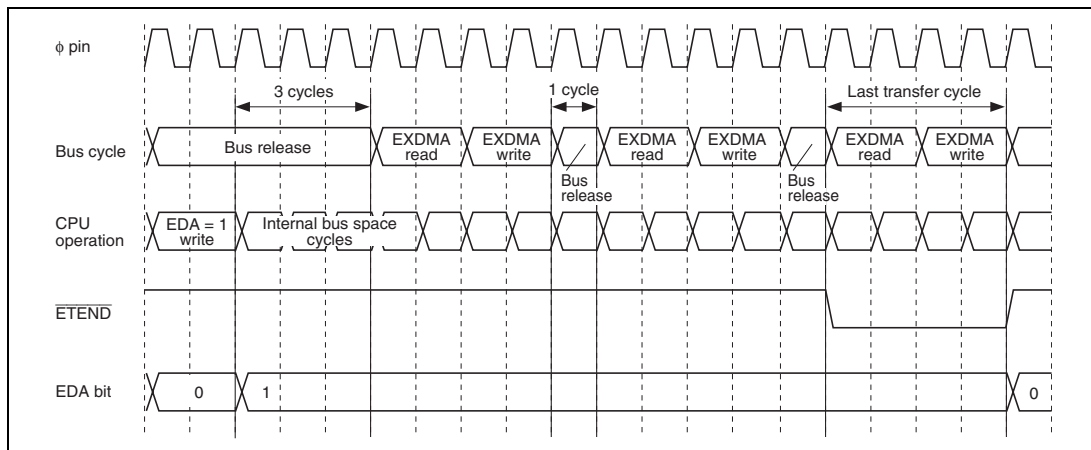 φ pin
3 cycles
1 cycle
Last transfer cycle
Bus cycle
Bus release
EXDMA
read
EXDMA
write
EXDMA
read
EXDMA
write
EXDMA
read
EXDMA
write
Bus
release
Bus
release
CPU
operation
EDA = 1
write
Internal bus space
cycles
ETEND
EDA bit
0
1
0